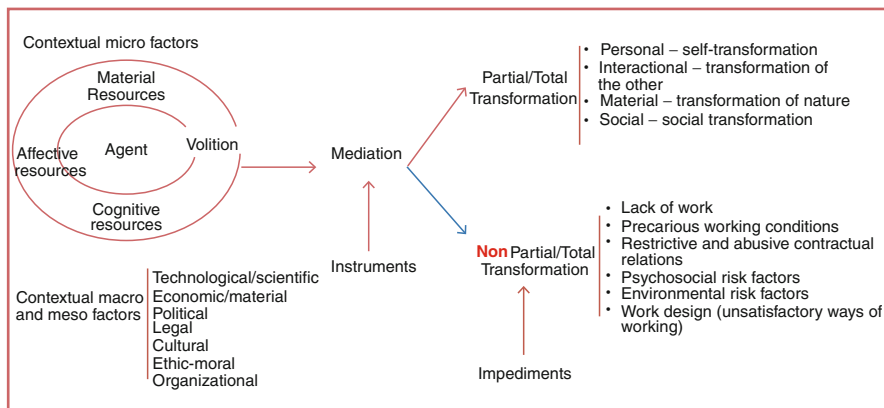 Contextual micro factors
Material
Resources
Agent
Volition
Affective
resources
Cognitive
resources
Contextual macro
and meso factors
Technological/scientific
Economic/material
Political
Legal
Cultural
Ethic-moral
Organizational
Mediation
Instruments
Partial/Total
Transformation
• Personal – self-transformation
• Interactional – transformation of
the other
• Material – transformation of nature
• Social – social transformation
Non Partial/Total
Transformation
• Lack of work
• Precarious working conditions
• Restrictive and abusive contractual
relations
• Psychosocial risk factors
• Environmental risk factors
• Work design (unsatisfactory ways of
working)
Impediments